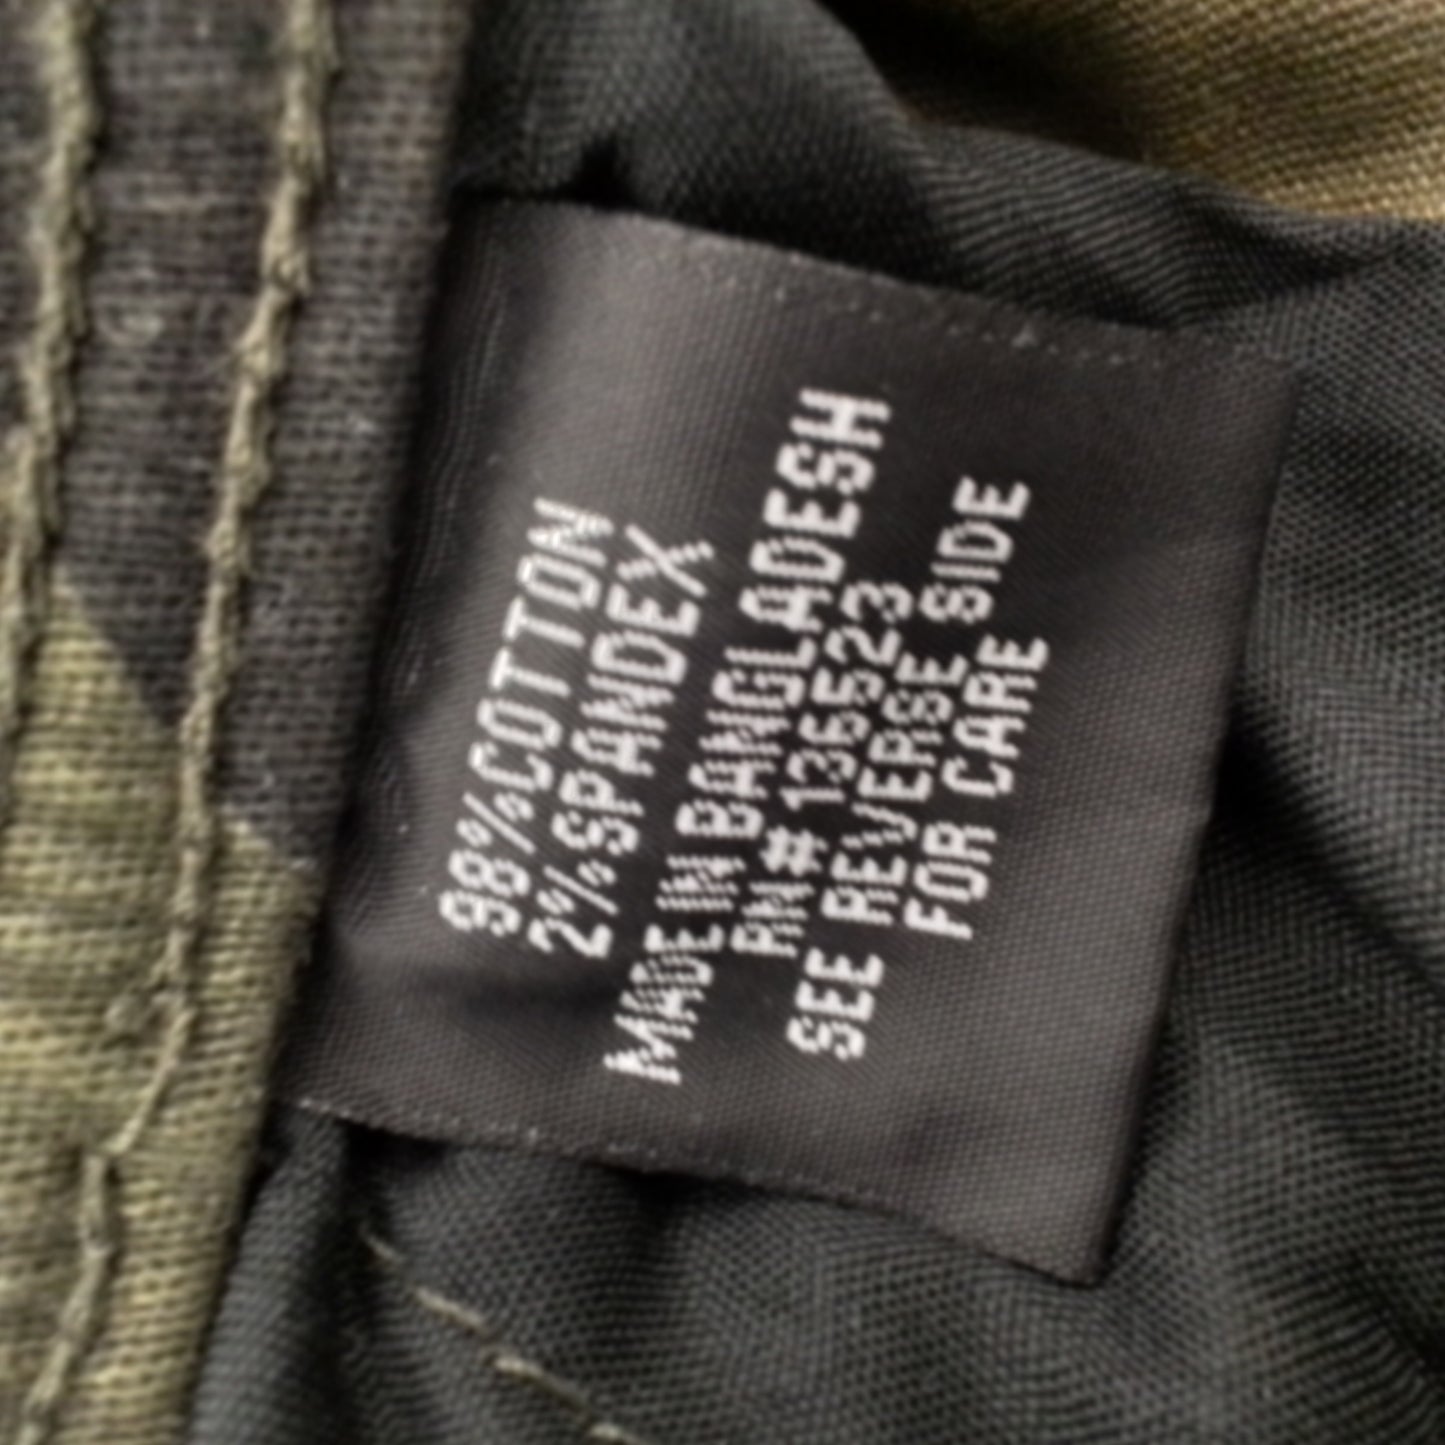 98%COTTON
2%SPANDEX
MADE IN BANGLADESH
RN# 136523
SEE REVERSE SIDE
FOR CARE